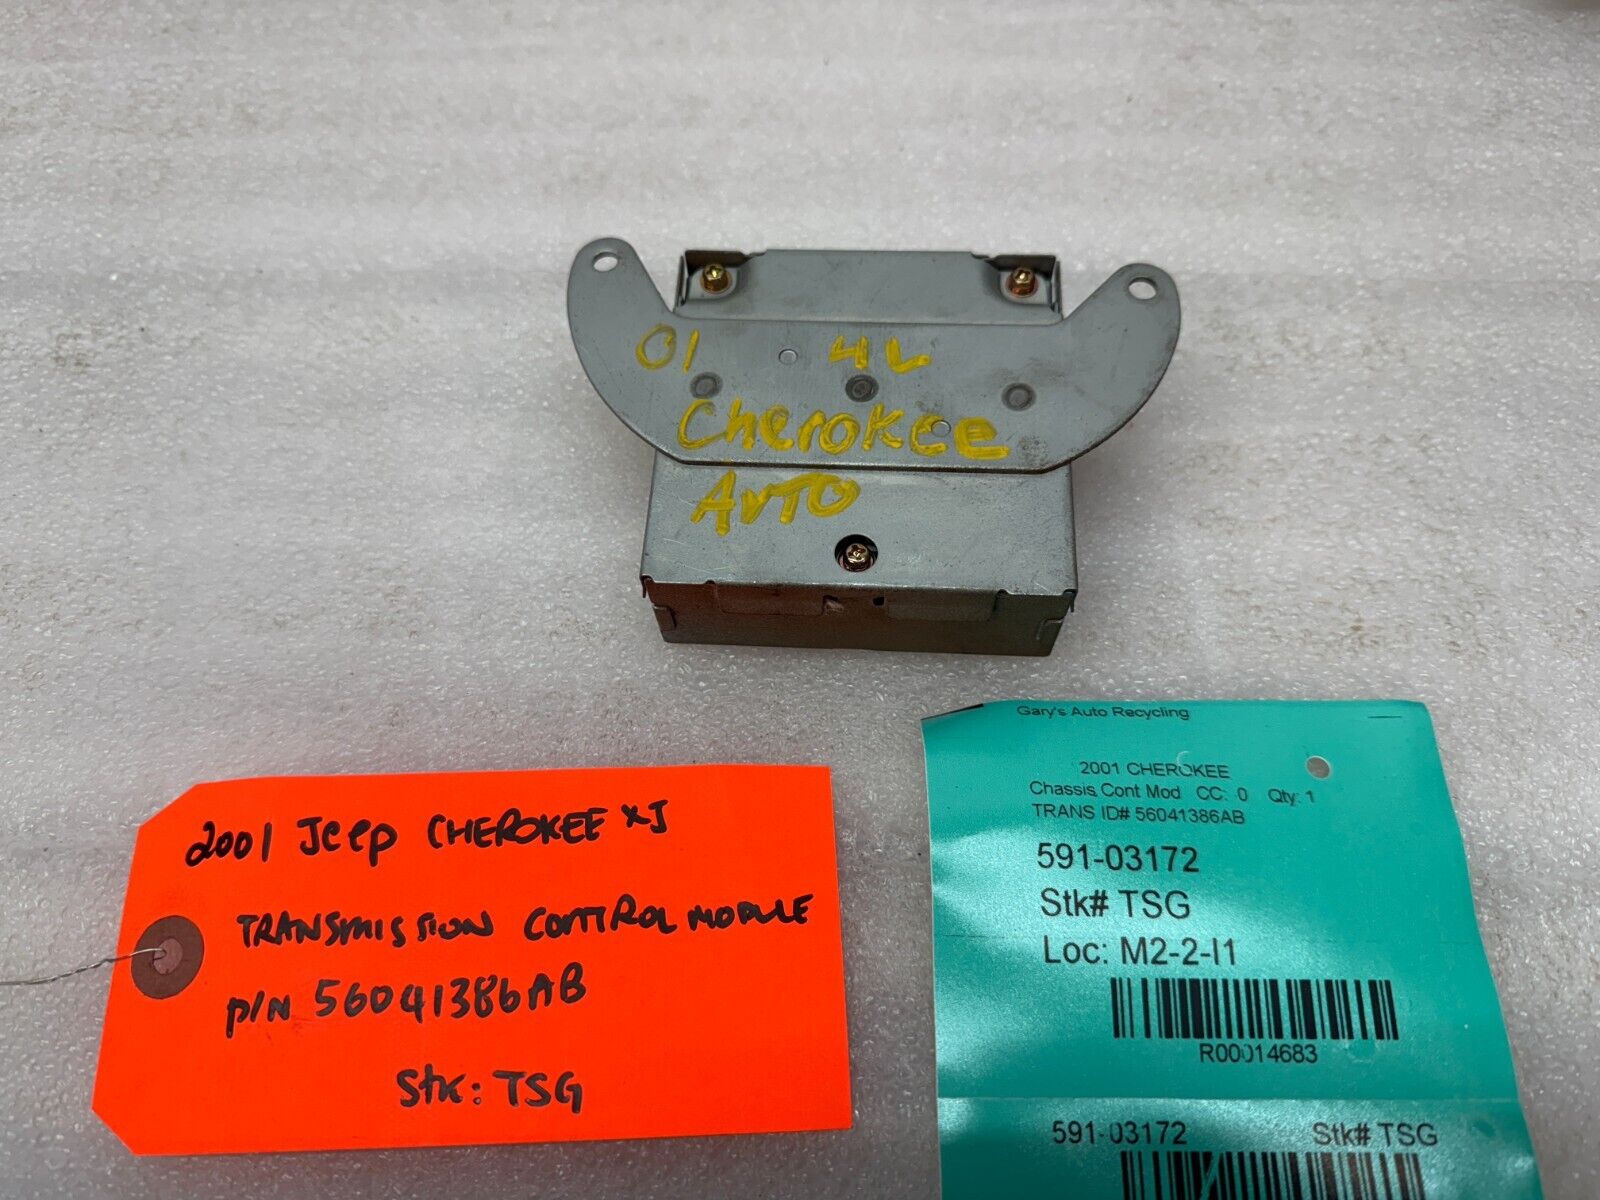 01 4L
Cherokee
AUTO
2001 Jeep CHEROKEE XJ
TRANSMISSION CONTROL MODULE
P/N 56041386AB
Stk: TSG
Gary's Auto Recycling
2001 CHEROKEE
Chassis Cont Mod CC: 0 Qty: 1
TRANS ID# 56041386AB
591-03172
Stk# TSG
Loc: M2-2-I1
R00014683
591-03172 Stk# TSG